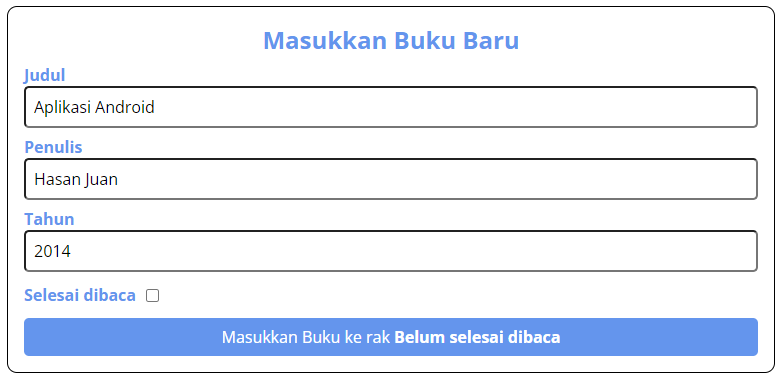 Masukkan Buku Baru
Judul
Aplikasi Android
Penulis
Hasan Juan
Tahun
2014
Selesai dibaca
Masukkan Buku ke rak Belum selesai dibaca